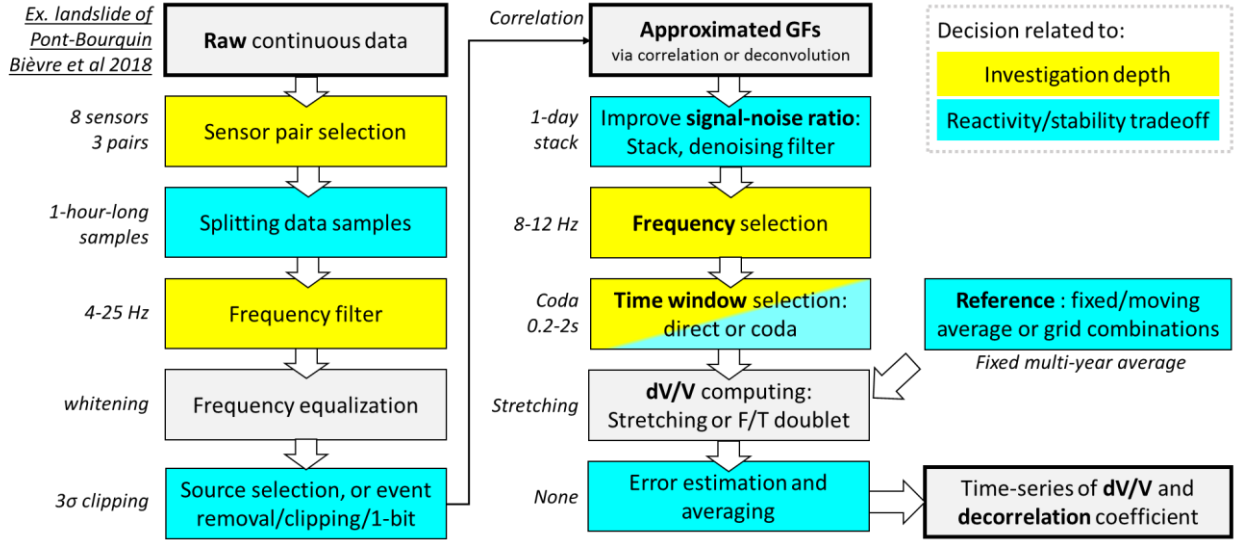 Ex. landslide of
Pont-Bourquin
Bièvre et al 2018
Raw continuous data
8 sensors
3 pairs
Sensor pair selection
1-hour-long
samples
Splitting data samples
4-25 Hz
Frequency filter
whitening
Frequency equalization
3σ clipping
Source selection, or event
removal/clipping/1-bit
Correlation
Approximated GFs
via correlation or deconvolution
1-day
stack
Improve signal-noise ratio:
Stack, denoising filter
8-12 Hz
Frequency selection
Coda
0.2-2s
Time window selection:
direct or coda
Reference : fixed/moving
average or grid combinations
Fixed multi-year average
Stretching
dV/V computing:
Stretching or F/T doublet
None
Error estimation and
averaging
Time-series of dV/V and
decorrelation coefficient
Decision related to:
Investigation depth
Reactivity/stability tradeoff